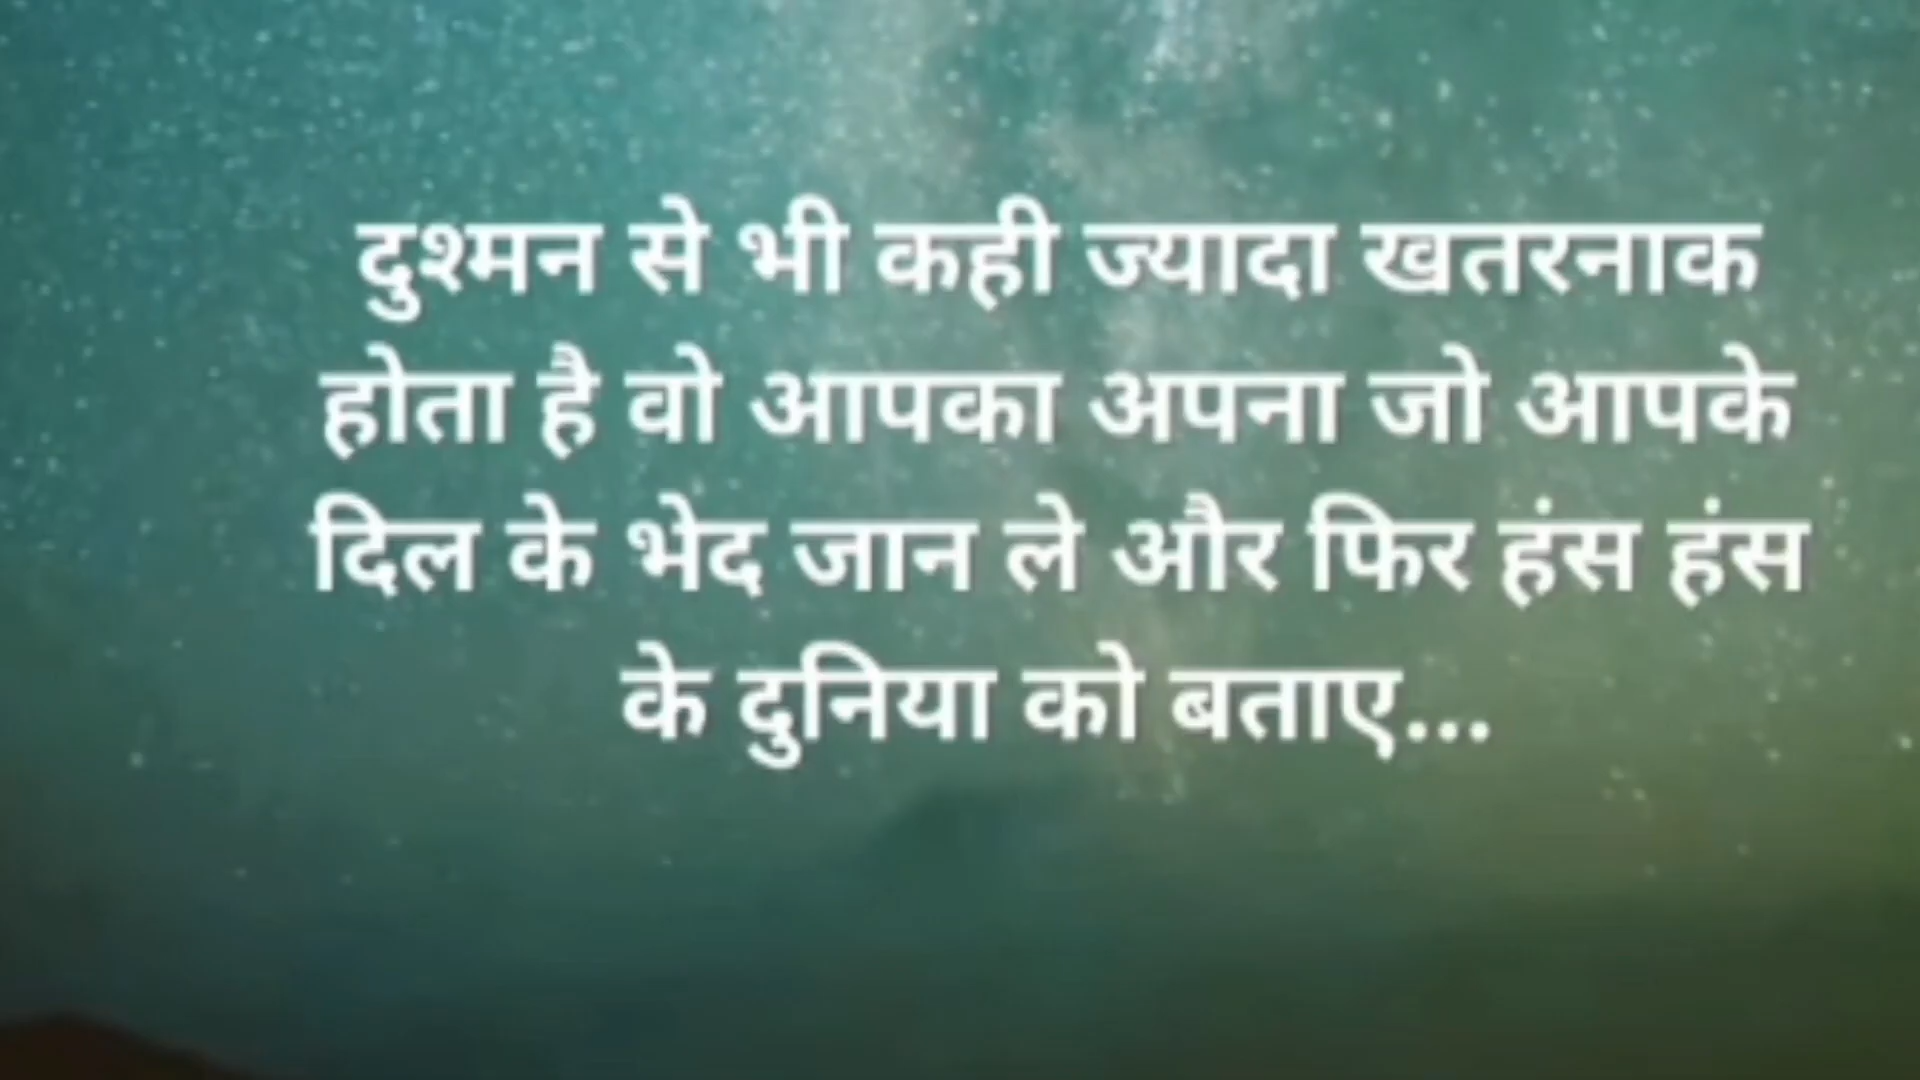 दुश्मन से भी कही ज्यादा खतरनाक
होता है वो आपका अपना जो आपके
दिल के भेद जान ले और फिर हंस हंस
के दुनिया को बताए...